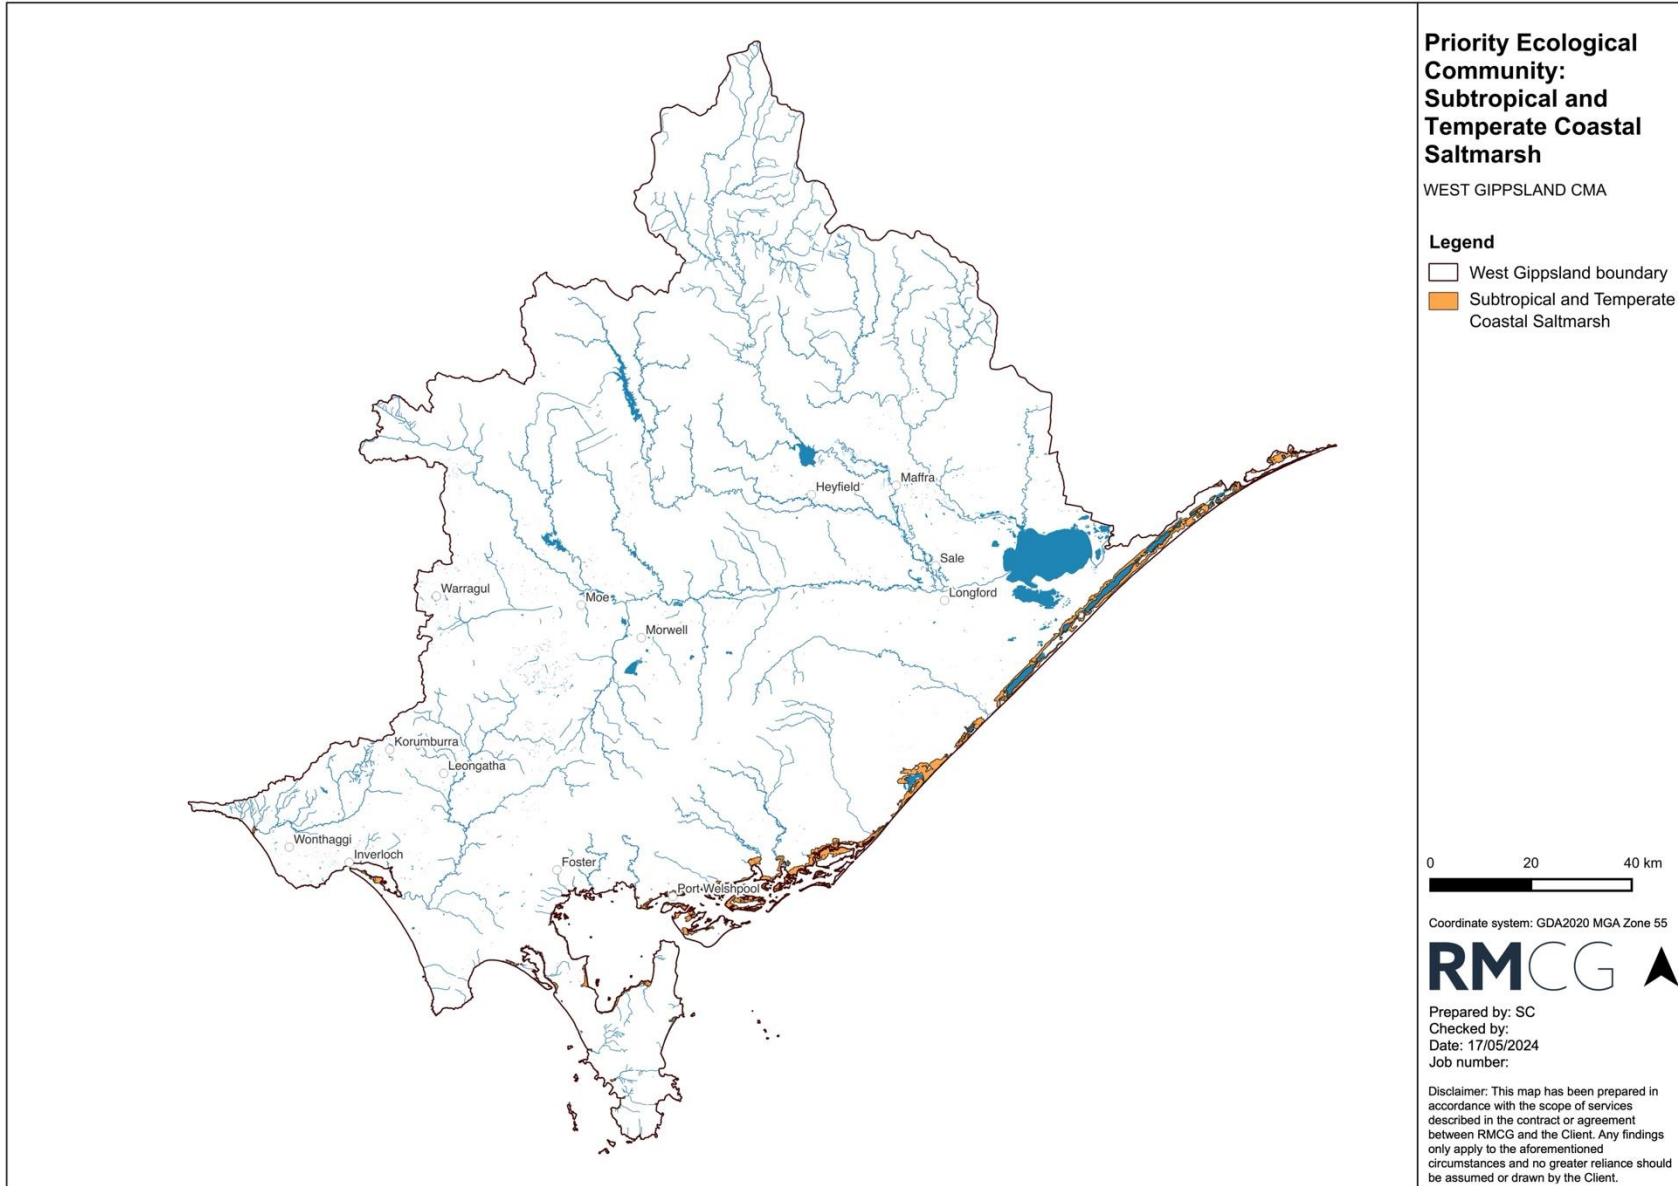 Priority Ecological
Community:
Subtropical and
Temperate Coastal
Saltmarsh
WEST GIPPSLAND CMA
Legend
West Gippsland boundary
Subtropical and Temperate
Coastal Saltmarsh
Heyfield
Maffra
Sale
Longford
Warragul
Moe
Morwell
Korumburra
Leongatha
Wonthaggi
Inverloch
Foster
Port Welshpool
0 20 40 km
Coordinate system: GDA2020 MGA Zone 55
RMCG
Prepared by: SC
Checked by:
Date: 17/05/2024
Job number:
Disclaimer: This map has been prepared in
accordance with the scope of services
described in the contract or agreement
between RMCG and the Client. Any findings
only apply to the aforementioned
circumstances and no greater reliance should
be assumed or drawn by the Client.